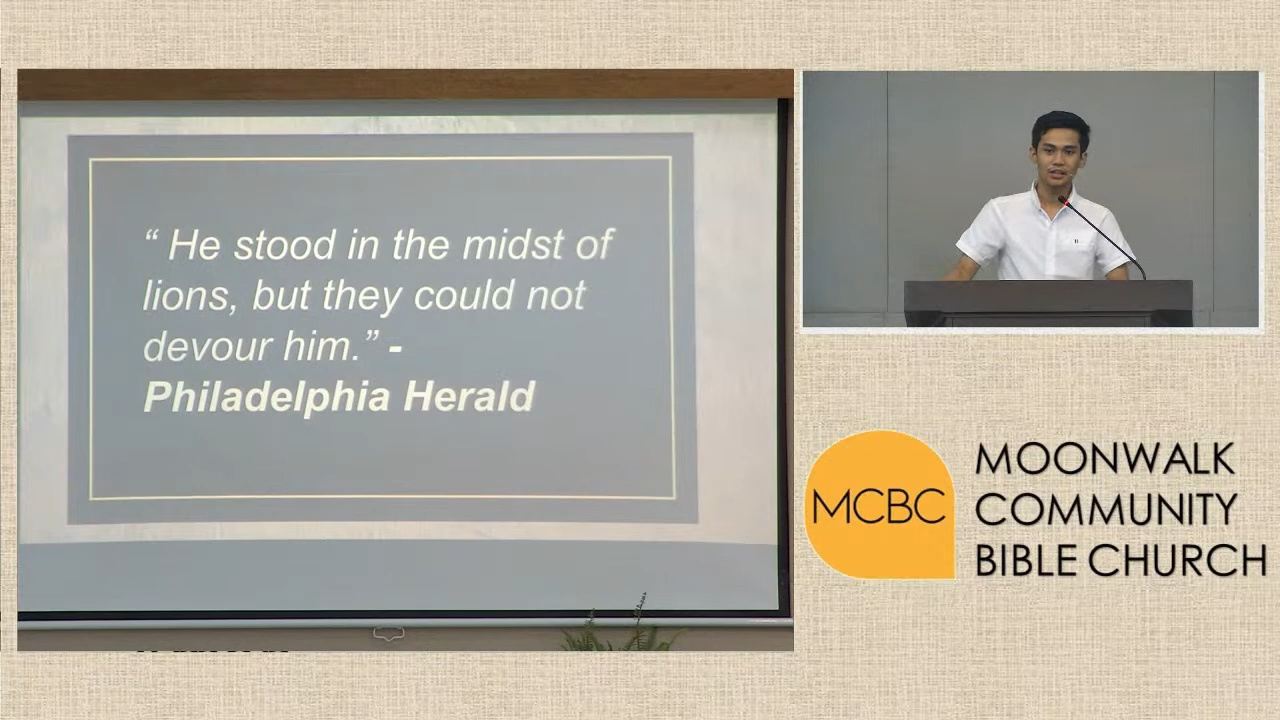 “ He stood in the midst of
lions, but they could not
devour him.” -
Philadelphia Herald
MCBC
MOONWALK
COMMUNITY
BIBLE CHURCH